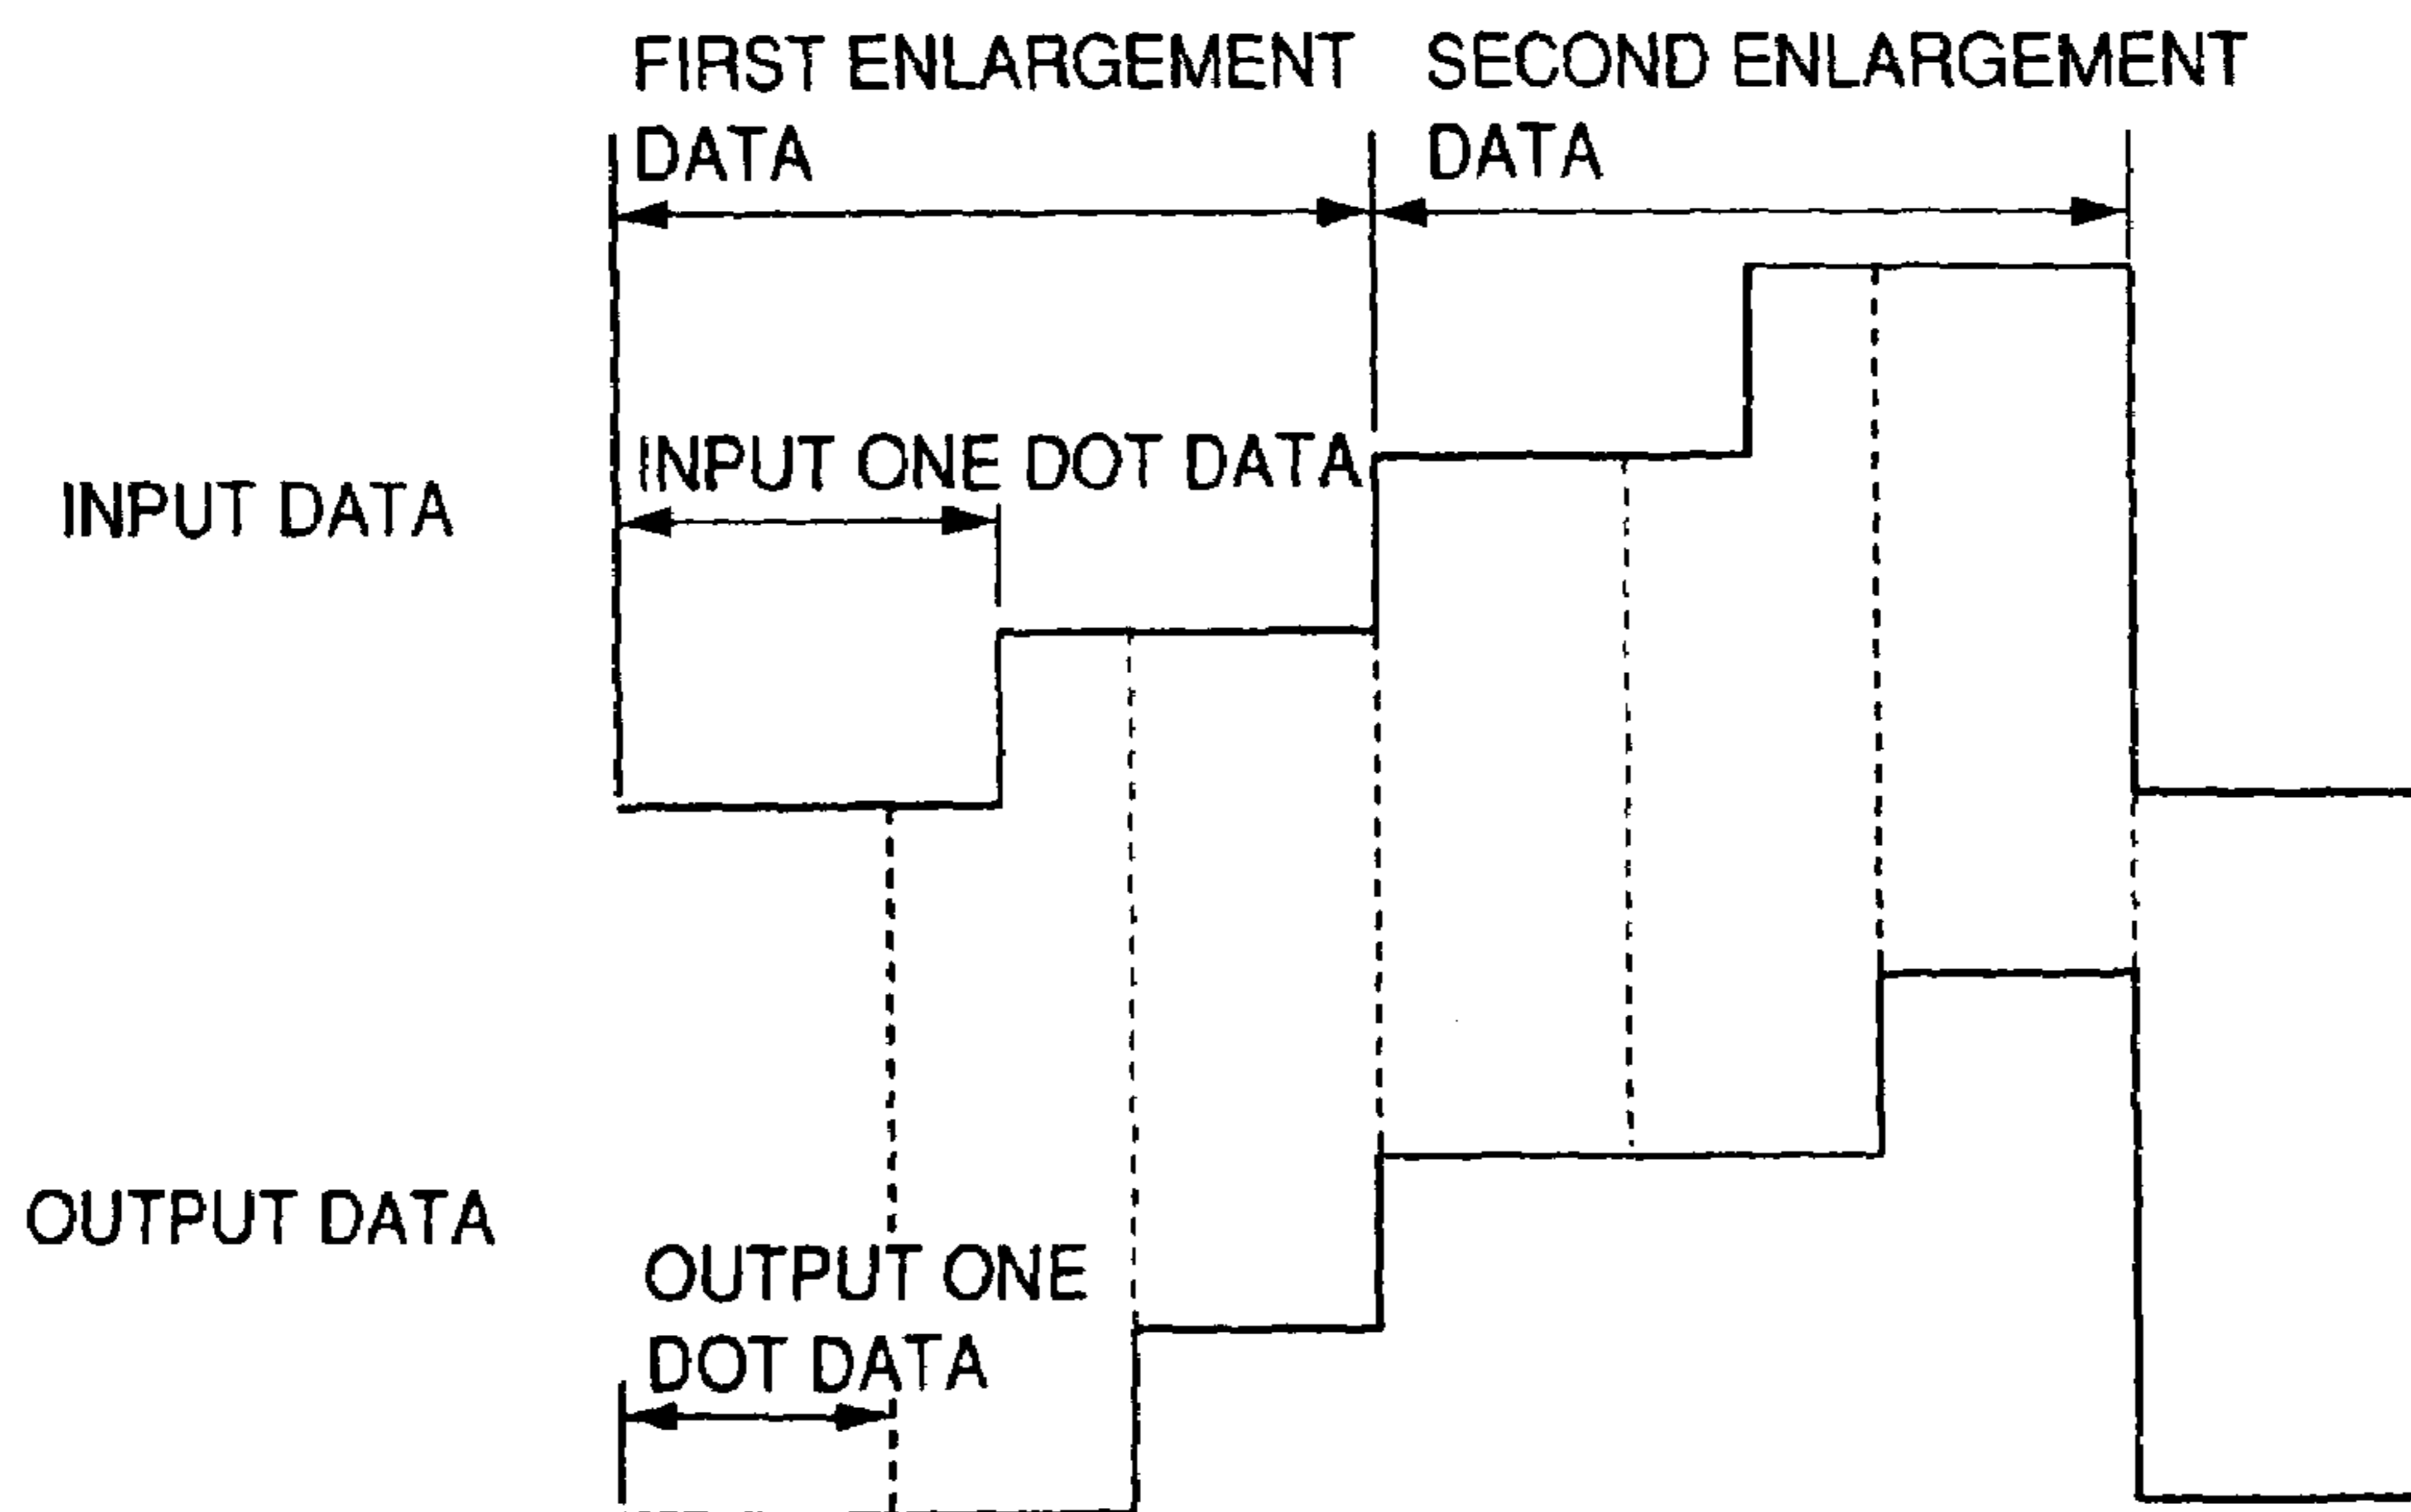 FIRST ENLARGEMENT
DATA
SECOND ENLARGEMENT
DATA
INPUT ONE DOT DATA
INPUT DATA
OUTPUT DATA
OUTPUT ONE
DOT DATA